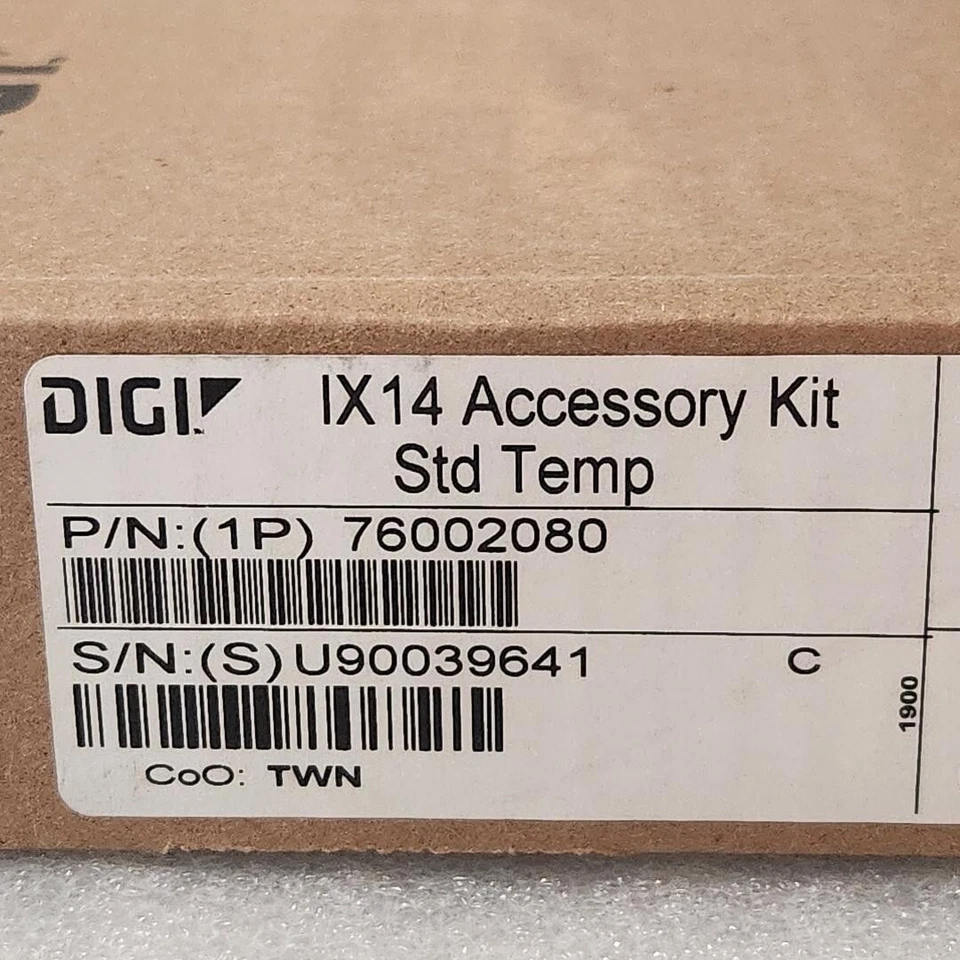 DIGI
IX14 Accessory Kit
Std Temp
P/N:(1P) 76002080
S/N:(S)U90039641 C
1900
CoO: TWN